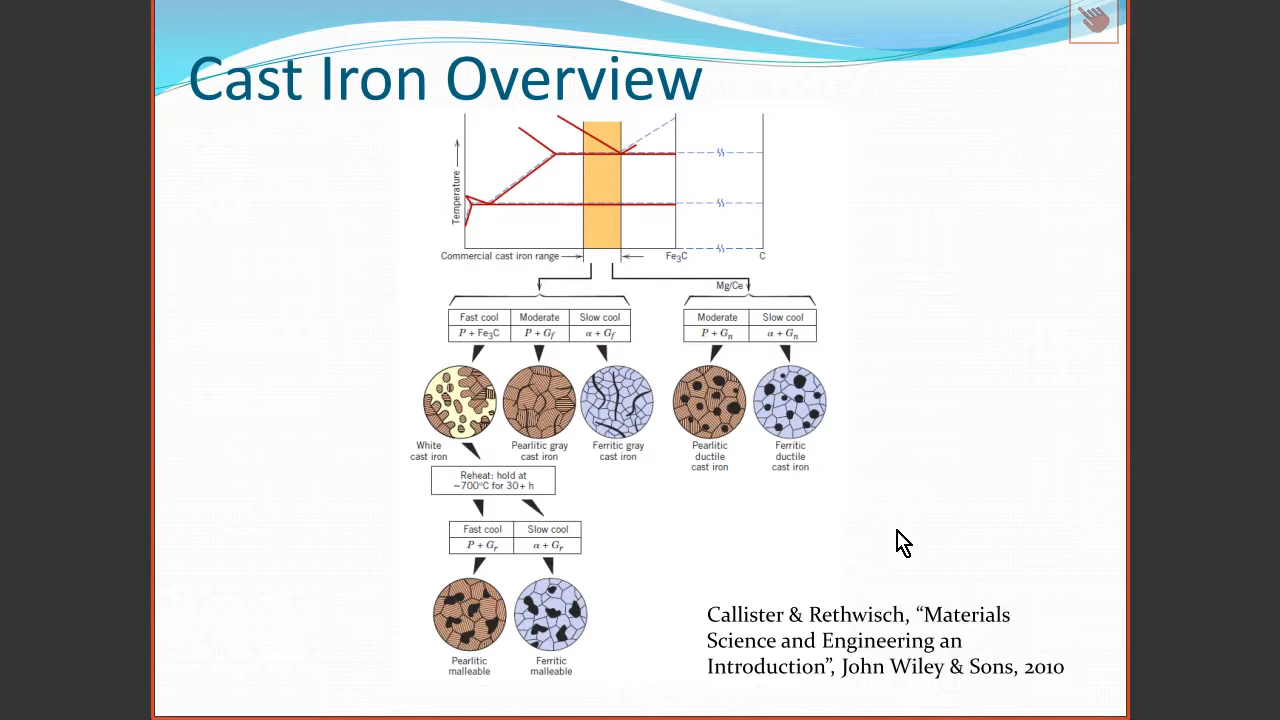 Cast Iron Overview
Temperature
Commercial cast iron range
Fe₃C
C
Mg/Ce
Fast cool
Moderate
Slow cool
P + Fe₃C
P + G_f
α + G_f
Moderate
Slow cool
P + G_n
α + G_n
White
cast iron
Pearlitic gray
cast iron
Ferritic gray
cast iron
Pearlitic
ductile
cast iron
Ferritic
ductile
cast iron
Reheat: hold at
~700°C for 30+ h
Fast cool
Slow cool
P + G_r
α + G_r
Pearlitic
malleable
Ferritic
malleable
Callister & Rethwisch, “Materials
Science and Engineering an
Introduction”, John Wiley & Sons, 2010